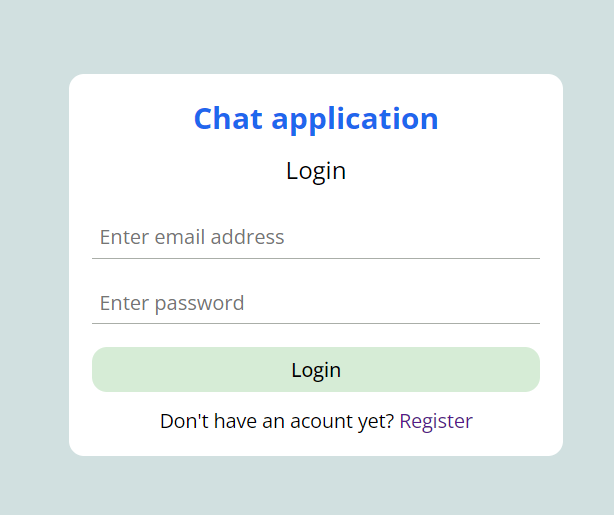 Chat application
Login
Enter email address
Enter password
Login
Don't have an acount yet? Register